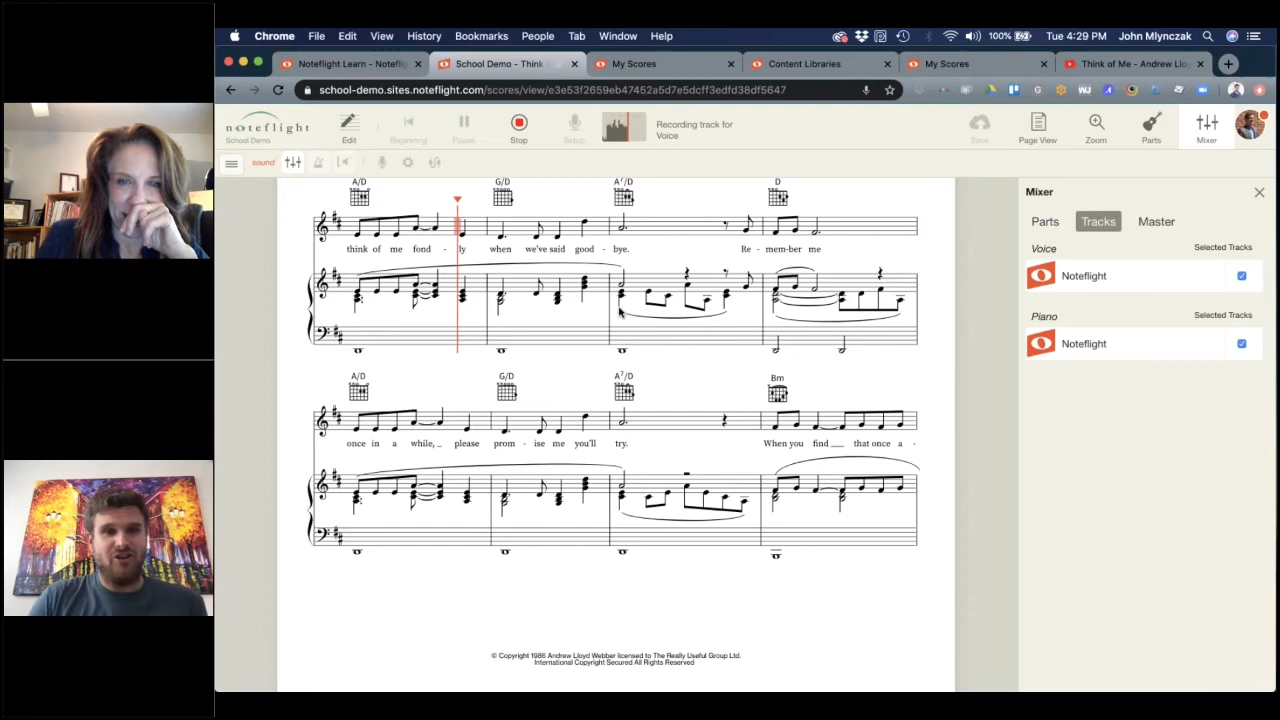 Chrome File Edit View History Bookmarks People Tab Window Help
100% Tue 4:29 PM John Mlynczak
Noteflight Learn - Noteflig
School Demo - Think
My Scores
Content Libraries
My Scores
Think of Me - Andrew Ll
school-demo.sites.noteflight.com/scores/view/e3e53f2659eb47452a5d7e5dcff3edfd38df5647
noteflight
School Demo
Edit
Beginning
Pause
Stop
Setup
Recording track for
Voice
Save
Page View
Zoom
Parts
Mixer
sound
Mixer
Parts Tracks Master
Voice Selected Tracks
Noteflight
Piano Selected Tracks
Noteflight
A/D G/D A7/D D
think of me fond - ly when we've said good - bye. Re - mem-ber me
A/D G/D A7/D Bm
once in a while, please prom - ise me you'll try. When you find that once a -
© Copyright 1986 Andrew Lloyd Webber licensed to The Really Useful Group Ltd.
International Copyright Secured All Rights Reserved